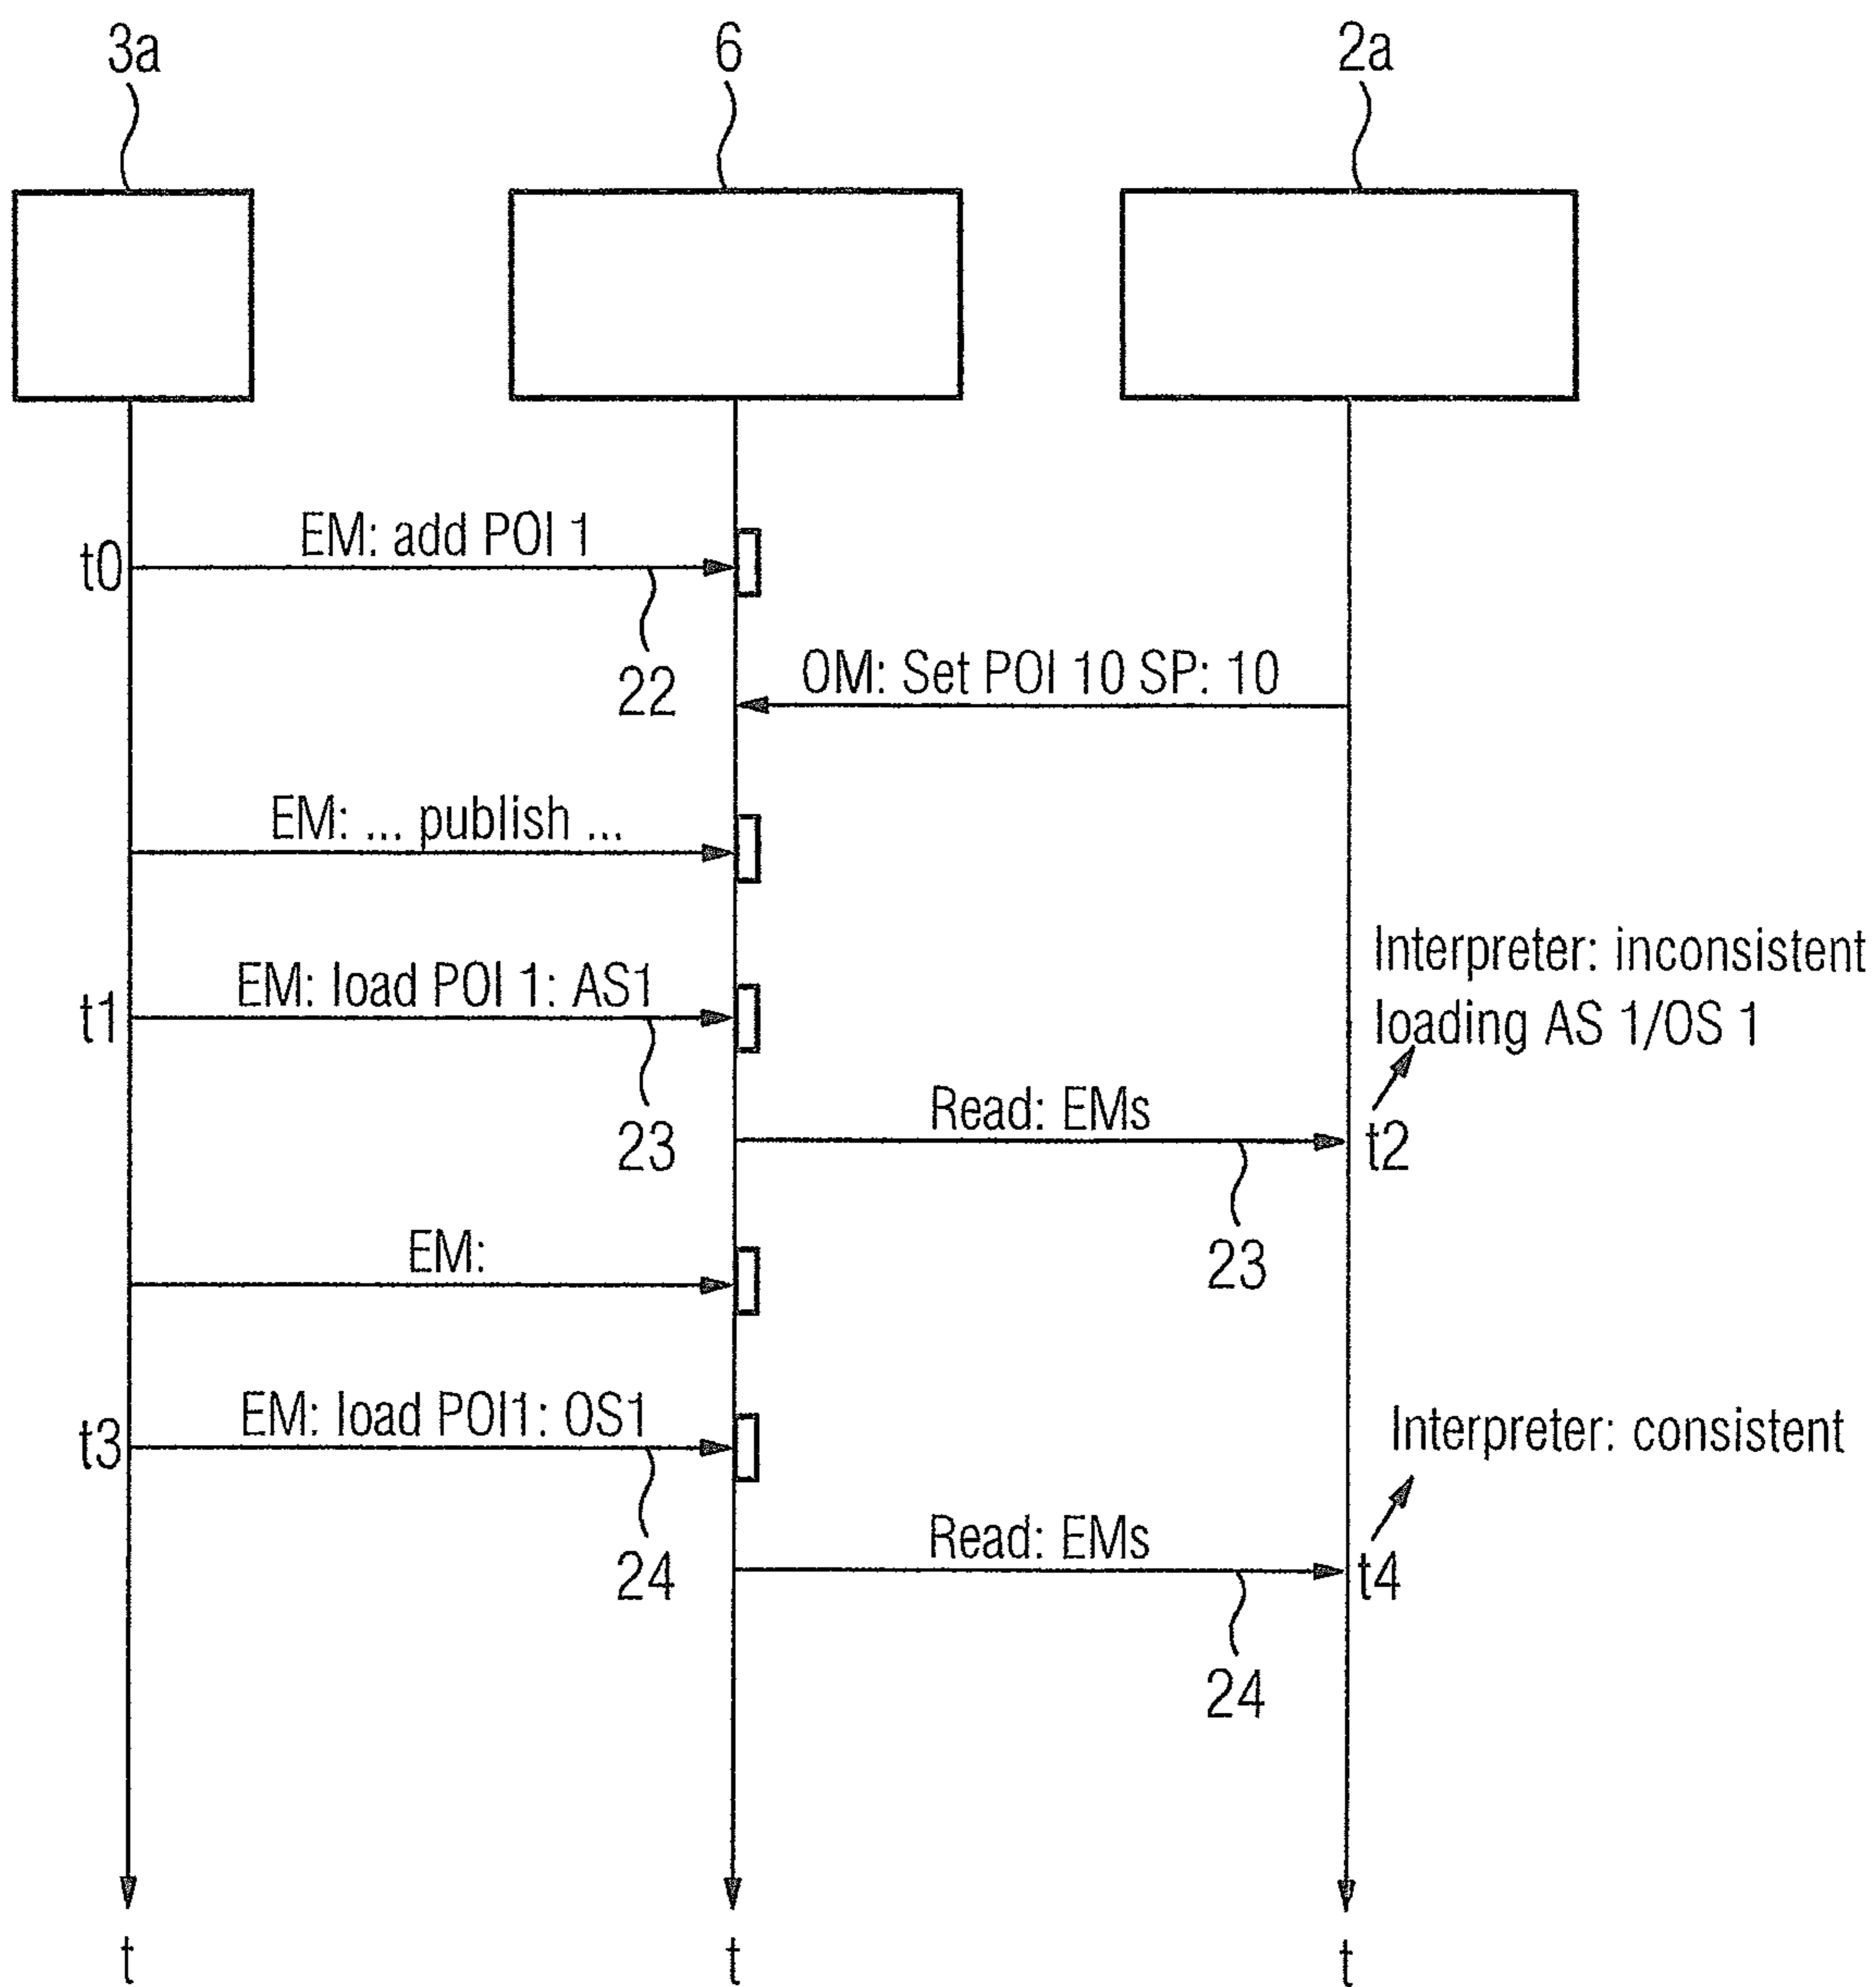 3a
6
2a
EM: add POI 1
t0
22
OM: Set POI 10 SP: 10
EM: ... publish ...
Interpreter: inconsistent
loading AS 1/OS 1
EM: load POI 1: AS1
t1
23
Read: EMs
t2
23
EM:
EM: load POI1: OS1
t3
Interpreter: consistent
24
Read: EMs
t4
24
t
t
t